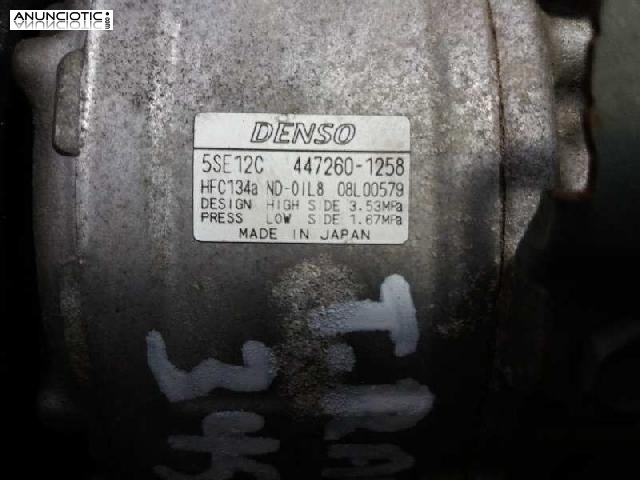 ANUNCIOTIC.com
DENSO
5SE12C 447260-1258
HFC134a ND-OIL8 08L00579
DESIGN HIGH SIDE 3.53MPa
PRESS LOW SIDE 1.67MPa
MADE IN JAPAN